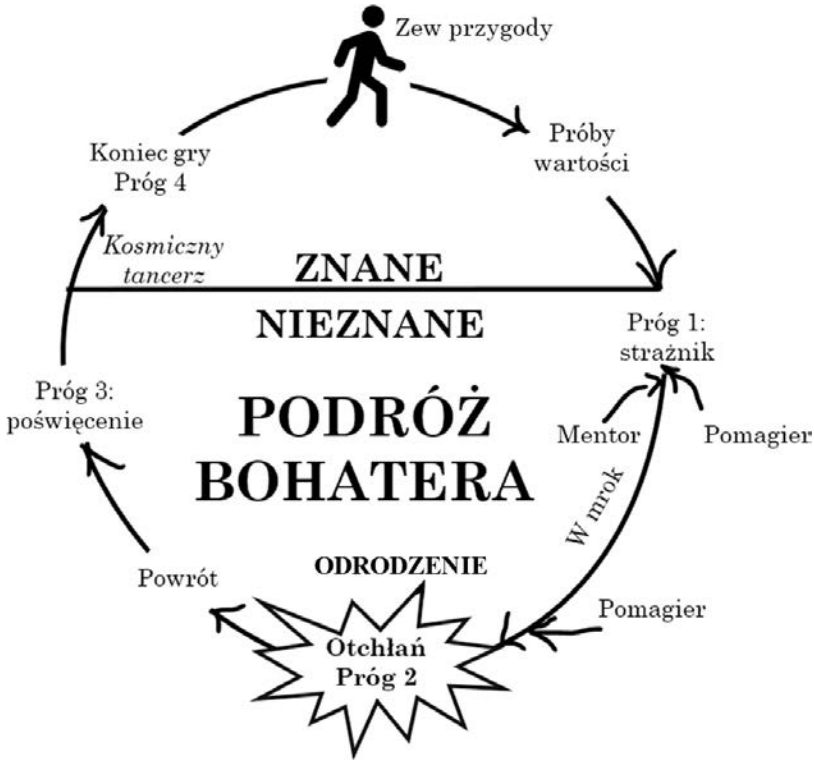 Zew przygody
Próby
wartości
Koniec gry
Próg 4
Kosmiczny
tancerz
ZNANE
NIEZNANE
Próg 1:
strażnik
Mentor
Pomagier
W mrok
Próg 3:
poświęcenie
PODRÓŻ
BOHATERA
Powrót
ODRODZENIE
Otchłań
Próg 2
Pomagier